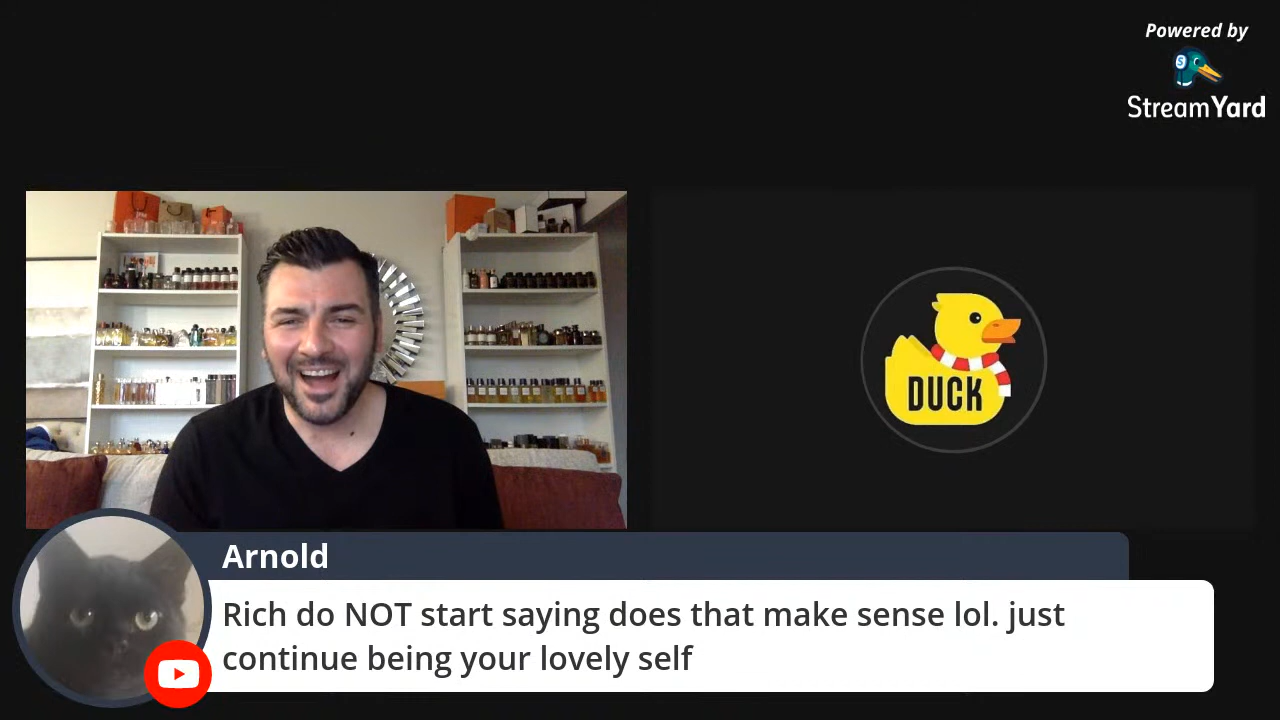 Powered by
StreamYard
DUCK
Arnold
Rich do NOT start saying does that make sense lol. just
continue being your lovely self